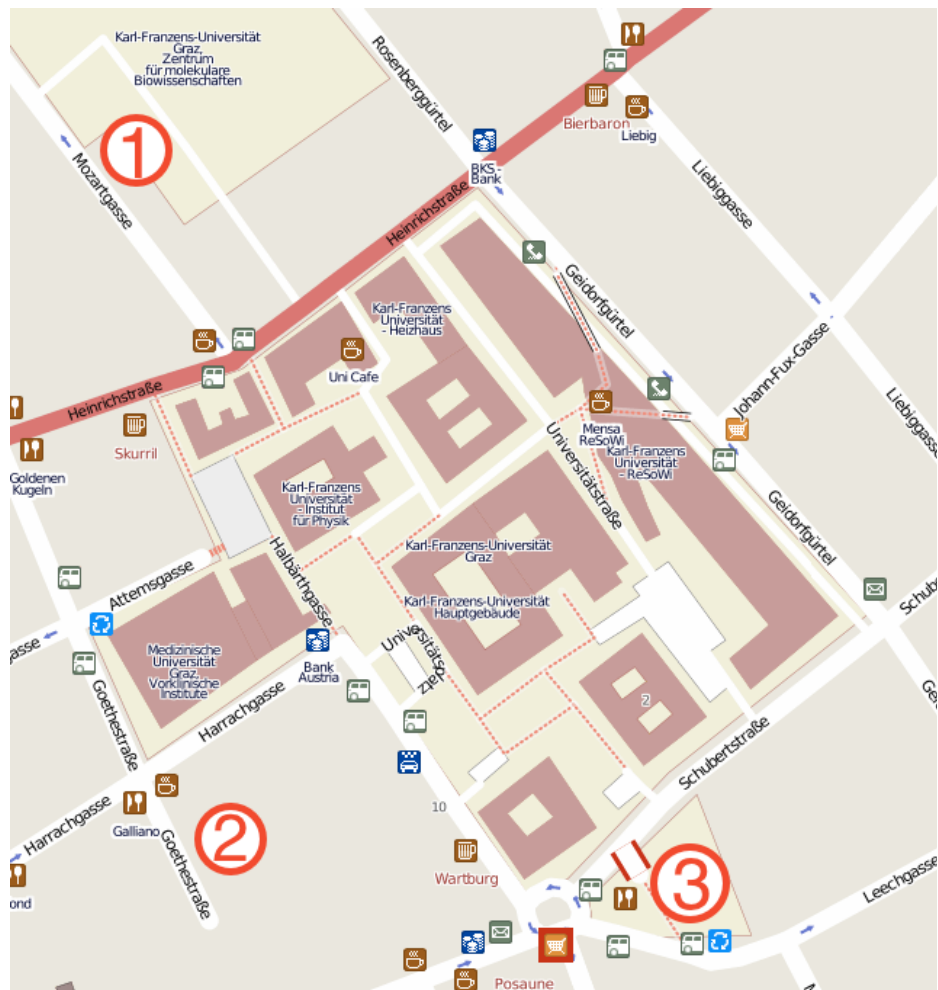 Karl-Franzens-Universität
Graz,
Zentrum
für molekulare
Biowissenschaften
Rosenberggürtel
Bierbaron
Liebig
1
Mozartgasse
BKS -
Bank
Liebiggasse
Heinrichstraße
Geidorfgürtel
Karl-Franzens
Universität
- Heizhaus
Uni Cafe
Johann-Fux-Gasse
Heinrichstraße
Liebiggasse
Skurril
Mensa
ReSoWi
Karl-Franzens
Universität
- ReSoWi
Universitätstraße
Goldenen
Kugeln
Karl-Franzens
Universität
- Institut
für Physik
Geidorfgürtel
Karl-Franzens-Universität
Graz
Halbärthgasse
Attemsgasse
Karl-Franzens-Universität
Hauptgebäude
Schube
asse
Universitätsplatz
Medizinische
Universität
Graz,
Vorklinische
Institute
Bank
Austria
Goethestraße
Harrachgasse
2
Schubertstraße
10
Harrachgasse
Galliano
2
Goethestraße
Wartburg
3
Leechgasse
ond
Posaune